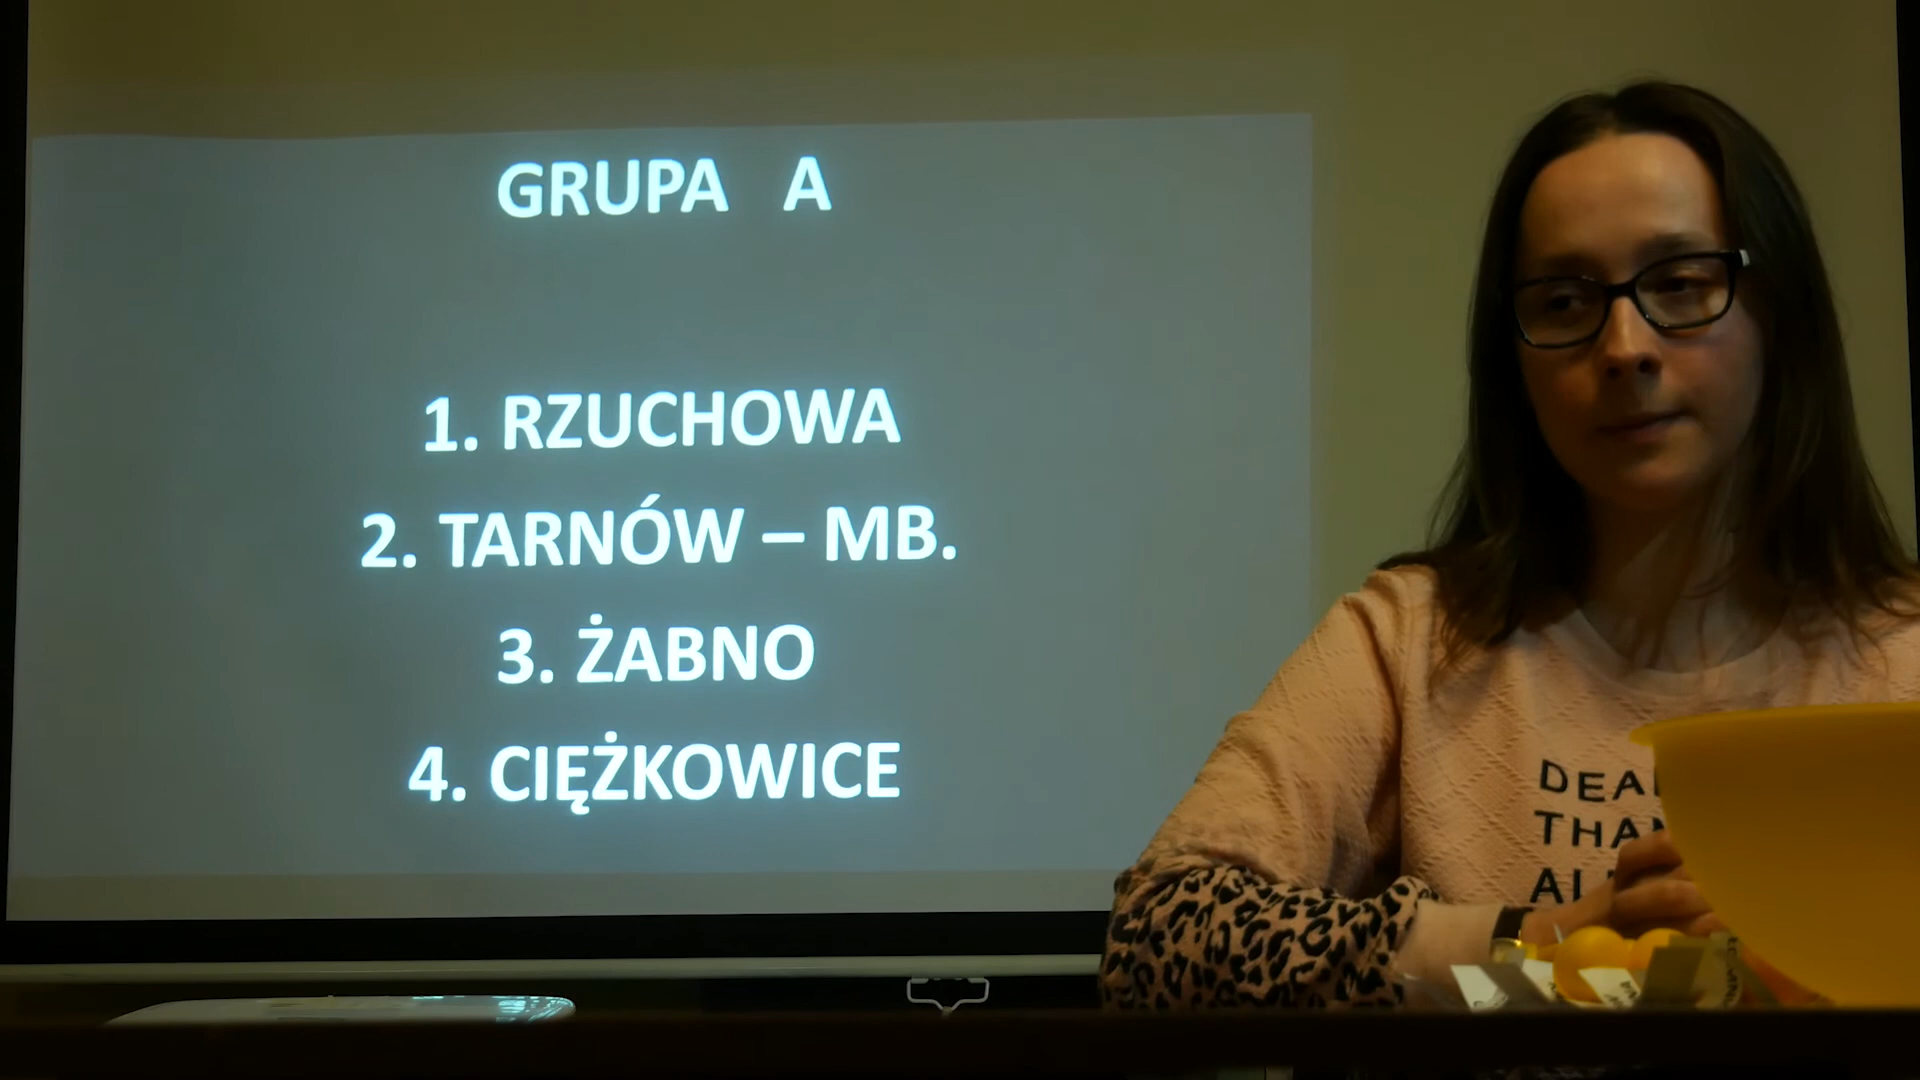 GRUPA A
1. RZUCHOWA
2. TARNÓW – MB.
3. ŻABNO
4. CIĘŻKOWICE